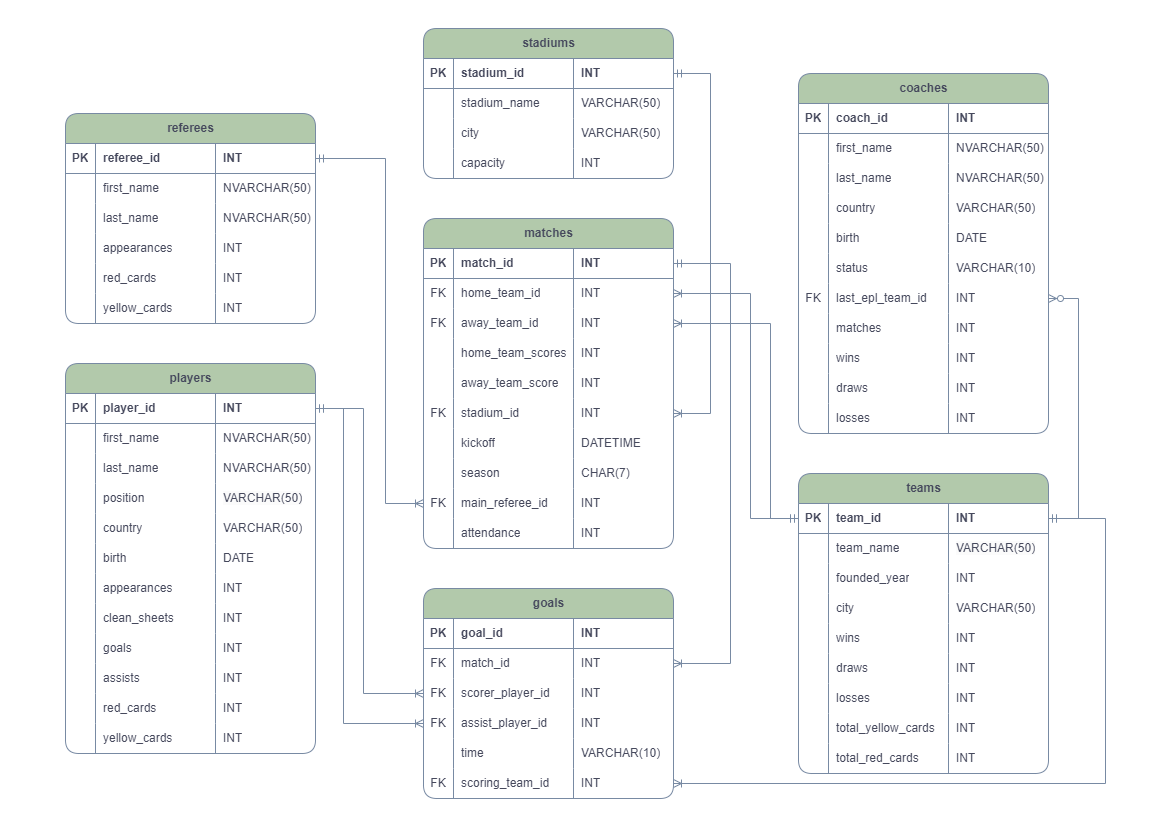 stadiums
PK stadium_id INT
stadium_name VARCHAR(50)
city VARCHAR(50)
capacity INT
coaches
PK coach_id INT
first_name NVARCHAR(50)
last_name NVARCHAR(50)
country VARCHAR(50)
birth DATE
status VARCHAR(10)
FK last_epl_team_id INT
matches INT
wins INT
draws INT
losses INT
referees
PK referee_id INT
first_name NVARCHAR(50)
last_name NVARCHAR(50)
appearances INT
red_cards INT
yellow_cards INT
matches
PK match_id INT
FK home_team_id INT
FK away_team_id INT
home_team_scores INT
away_team_score INT
FK stadium_id INT
kickoff DATETIME
season CHAR(7)
FK main_referee_id INT
attendance INT
players
PK player_id INT
first_name NVARCHAR(50)
last_name NVARCHAR(50)
position VARCHAR(50)
country VARCHAR(50)
birth DATE
appearances INT
clean_sheets INT
goals INT
assists INT
red_cards INT
yellow_cards INT
teams
PK team_id INT
team_name VARCHAR(50)
founded_year INT
city VARCHAR(50)
wins INT
draws INT
losses INT
total_yellow_cards INT
total_red_cards INT
goals
PK goal_id INT
FK match_id INT
FK scorer_player_id INT
FK assist_player_id INT
time VARCHAR(10)
FK scoring_team_id INT